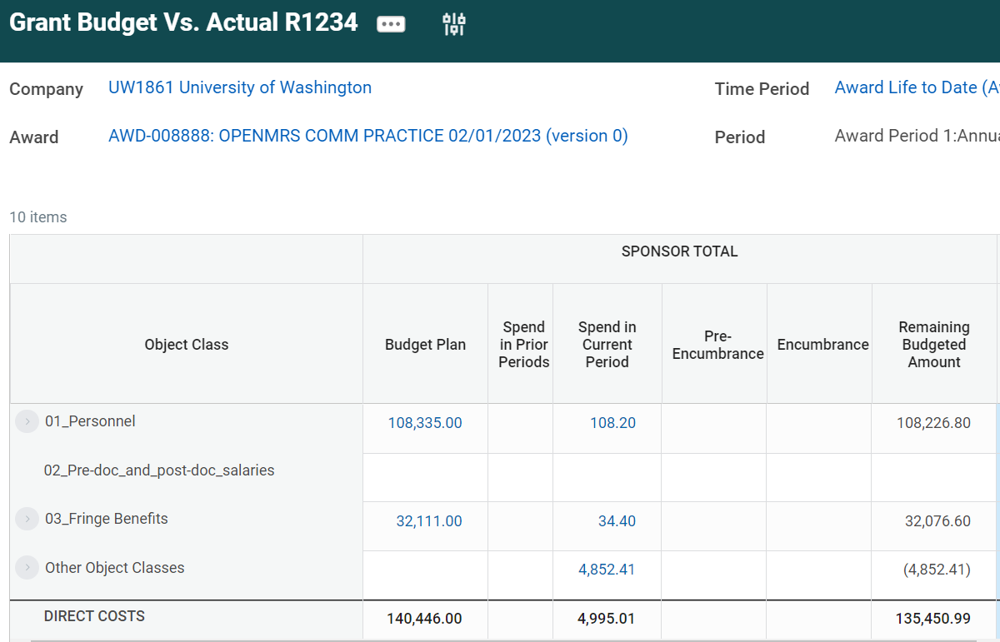 Grant Budget Vs. Actual R1234
Company UW1861 University of Washington Time Period Award Life to Date (A
Award AWD-008888: OPENMRS COMM PRACTICE 02/01/2023 (version 0) Period Award Period 1:Annua
10 items
SPONSOR TOTAL
Object Class Budget Plan Spend in Prior Periods Spend in Current Period Pre-Encumbrance Encumbrance Remaining Budgeted Amount
01_Personnel 108,335.00 108.20 108,226.80
02_Pre-doc_and_post-doc_salaries
03_Fringe Benefits 32,111.00 34.40 32,076.60
Other Object Classes 4,852.41 (4,852.41)
DIRECT COSTS 140,446.00 4,995.01 135,450.99